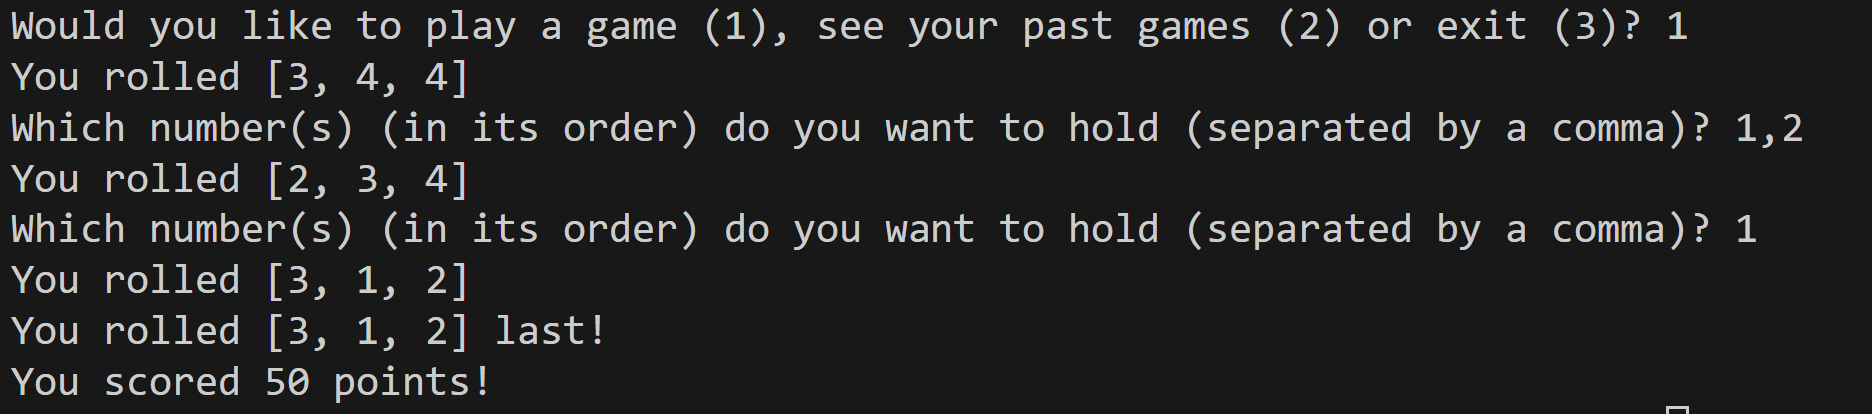 Would you like to play a game (1), see your past games (2) or exit (3)? 1
You rolled [3, 4, 4]
Which number(s) (in its order) do you want to hold (separated by a comma)? 1,2
You rolled [2, 3, 4]
Which number(s) (in its order) do you want to hold (separated by a comma)? 1
You rolled [3, 1, 2]
You rolled [3, 1, 2] last!
You scored 50 points!